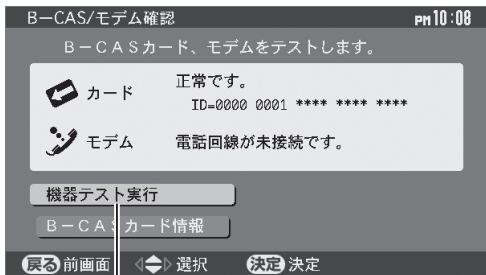 B－CAS/モデム確認 PM10:08
B－CASカード、モデムをテストします。
カード 正常です。
ID=0000 0001 **** **** ****
モデム 電話回線が未接続です。
機器テスト実行
B－CASカード情報
戻る 前画面 選択 決定 決定